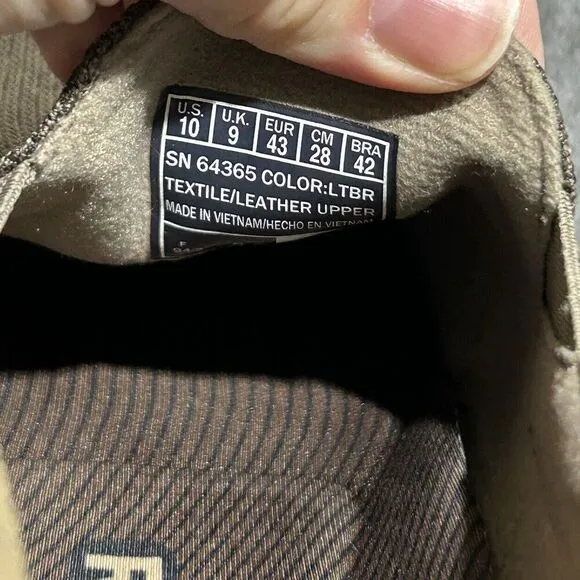 U.S. U.K. EUR CM BRA
10 9 43 28 42
SN 64365 COLOR:LTBR
TEXTILE/LEATHER UPPER
MADE IN VIETNAM/HECHO EN VIETNAM
F